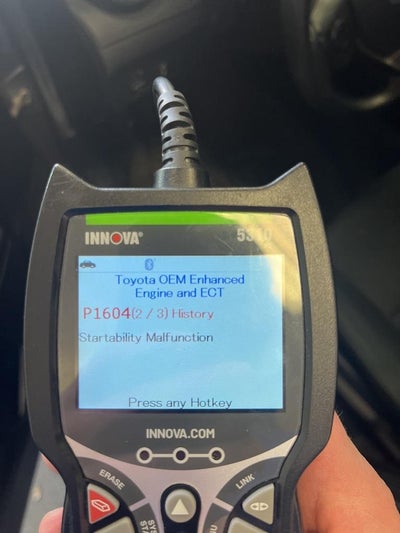 INNOVA® 5310
Toyota OEM Enhanced
Engine and ECT
P1604(2 / 3) History
Startability Malfunction
Press any Hotkey
INNOVA.COM
ERASE LINK